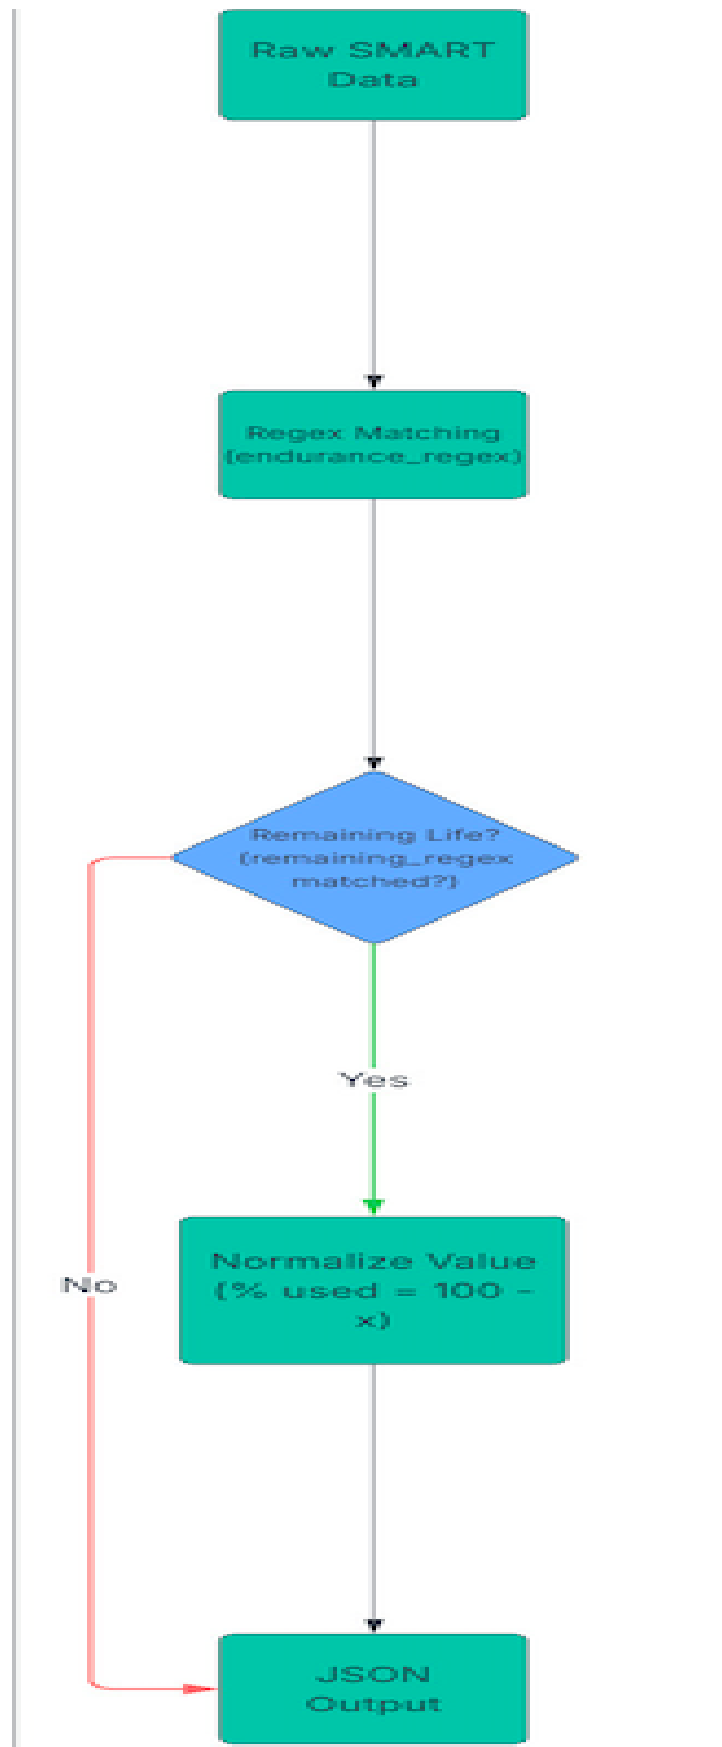 Raw SMART
Data
Regex Matching
(endurance_regex)
Remaining Life?
(remaining_regex
matched?)
Yes
Normalize Value
(% used = 100 -
x)
No
JSON
Output